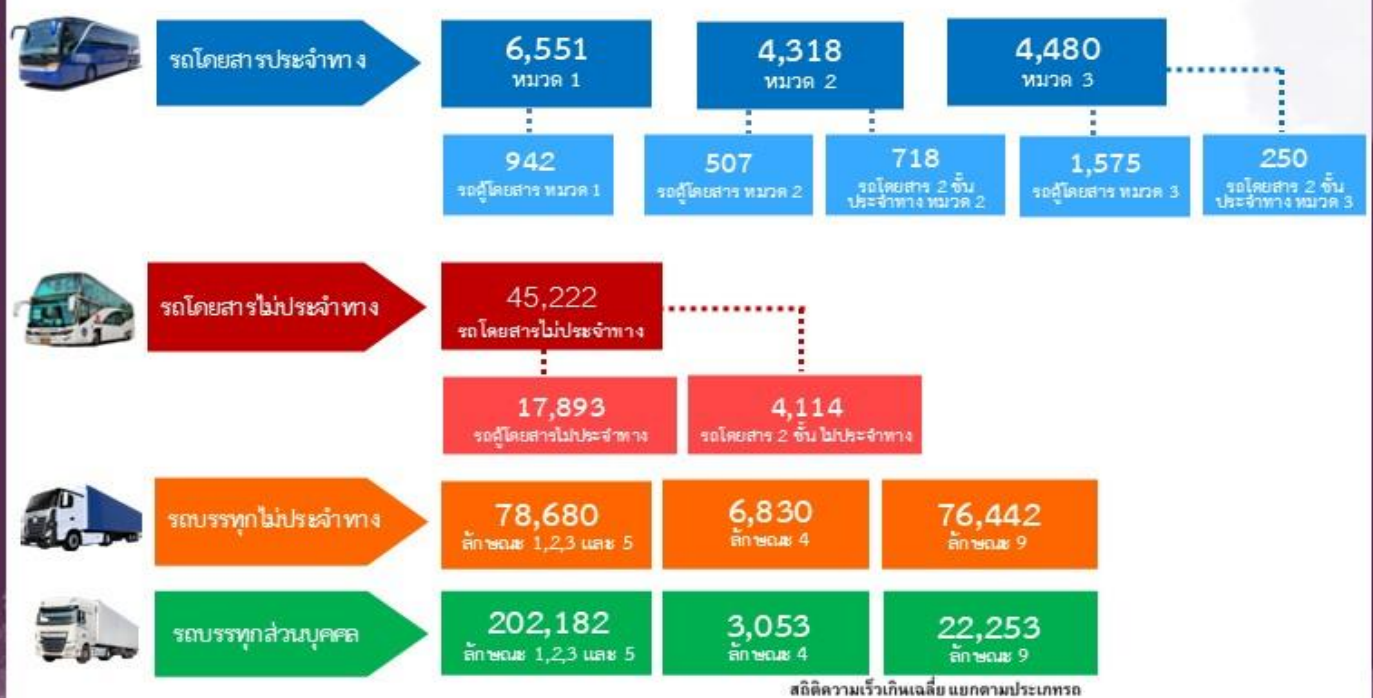 รถโดยสารประจำทาง
6,551
หมวด 1
4,318
หมวด 2
4,480
หมวด 3
942
รถตู้โดยสาร หมวด 1
507
รถตู้โดยสาร หมวด 2
718
รถโดยสาร 2 ชั้น
ประจำทาง หมวด 2
1,575
รถตู้โดยสาร หมวด 3
250
รถโดยสาร 2 ชั้น
ประจำทาง หมวด 3
รถโดยสารไม่ประจำทาง
45,222
รถโดยสารไม่ประจำทาง
17,893
รถตู้โดยสารไม่ประจำทาง
4,114
รถโดยสาร 2 ชั้น ไม่ประจำทาง
รถบรรทุกไม่ประจำทาง
78,680
ลักษณะ 1,2,3 และ 5
6,830
ลักษณะ 4
76,442
ลักษณะ 9
รถบรรทุกส่วนบุคคล
202,182
ลักษณะ 1,2,3 และ 5
3,053
ลักษณะ 4
22,253
ลักษณะ 9
สถิติความเร็วเกินเฉลี่ย แยกตามประเภทรถ